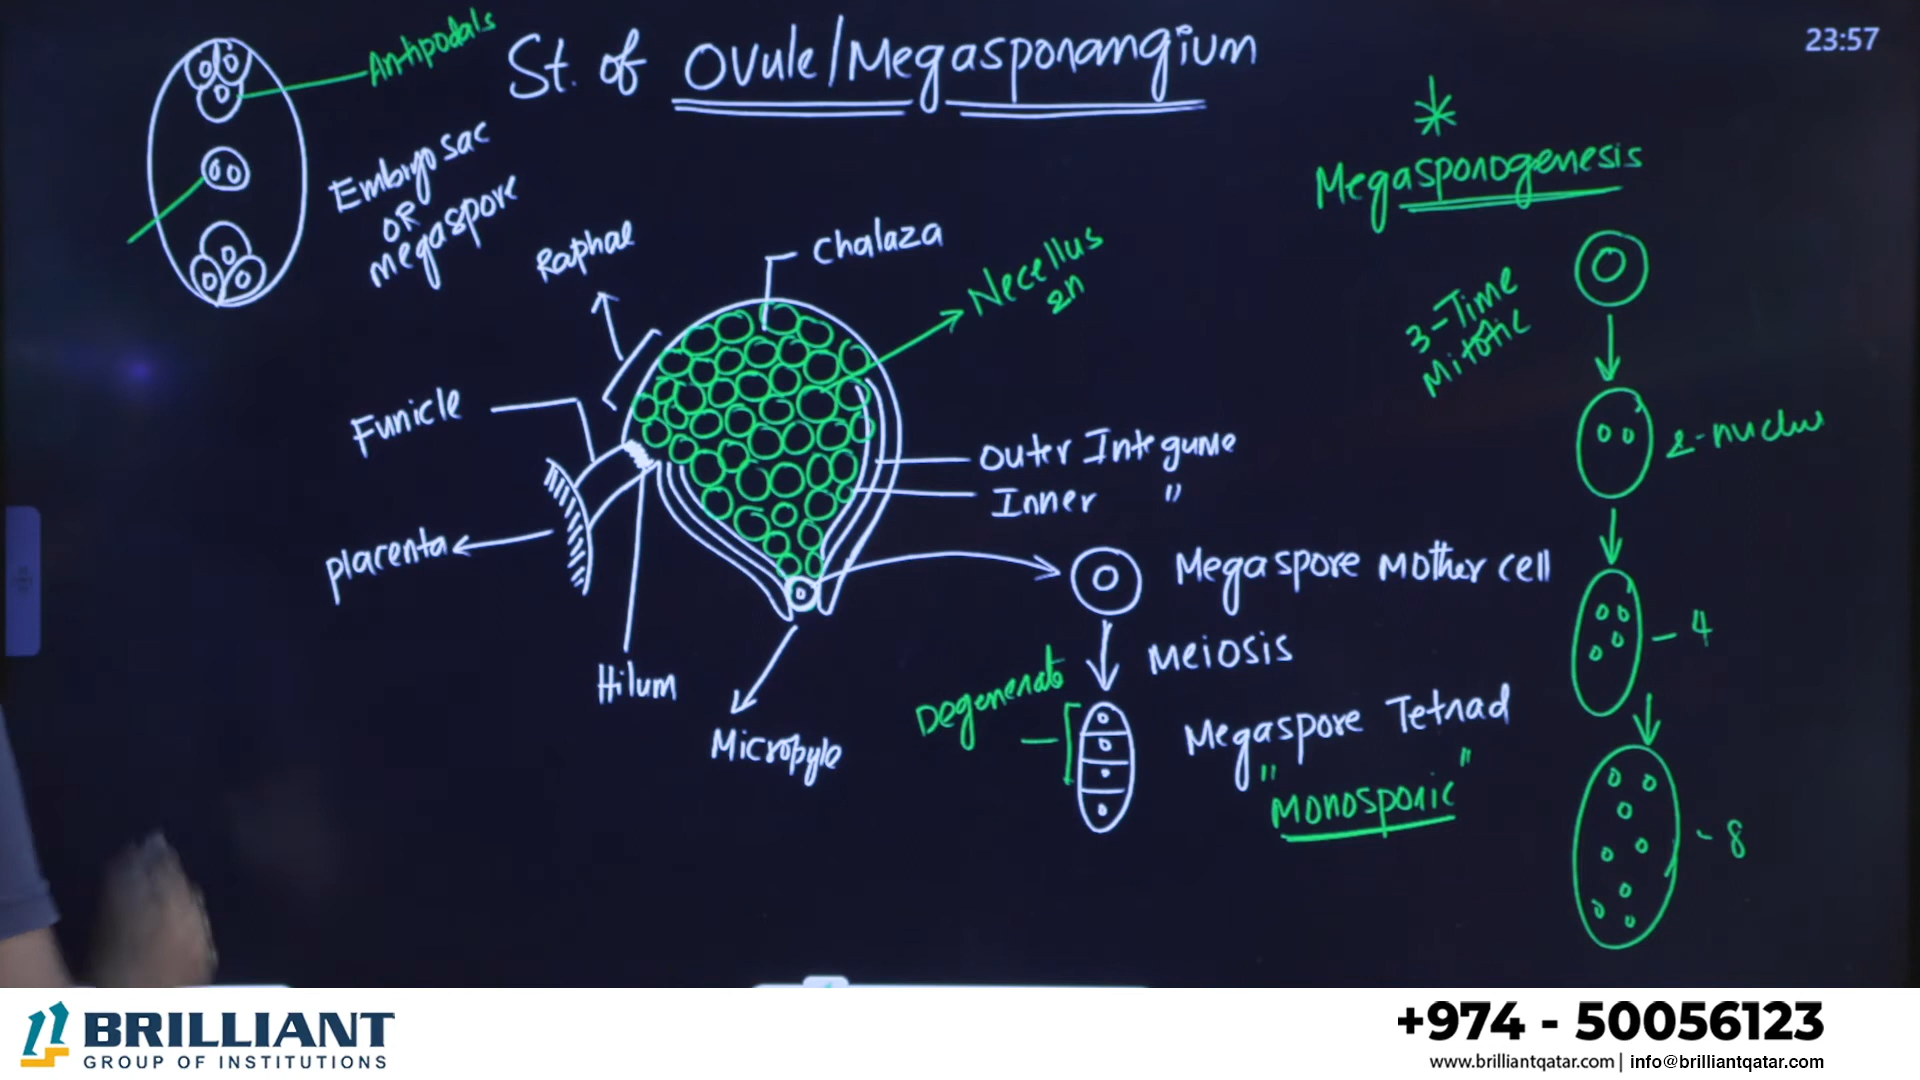 St. of Ovule/Megasporangium
23:57
Antipodals
Embryo sac
OR
megaspore
Raphae
Chalaza
Necellus
2n
Funicle
placenta
Hilum
Micropyle
Outer Integume
Inner "
Megaspore Mother cell
Meiosis
Degenerate
Megaspore Tetrad
"Monosporic"
*
Megasporogenesis
3-Time
Mitotic
2-nucleus
- 4
- 8
BRILLIANT
GROUP OF INSTITUTIONS
+974 - 50056123
www.brilliantqatar.com | info@brilliantqatar.com